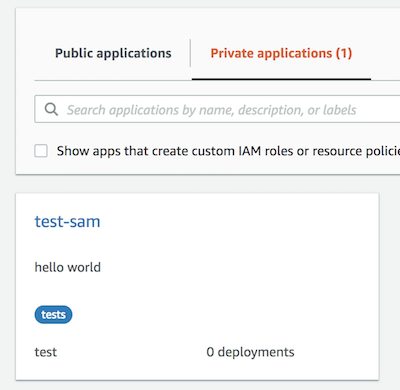 Public applications
Private applications (1)
Search applications by name, description, or labels
Show apps that create custom IAM roles or resource
test-sam
hello world
tests
test
0 deployments